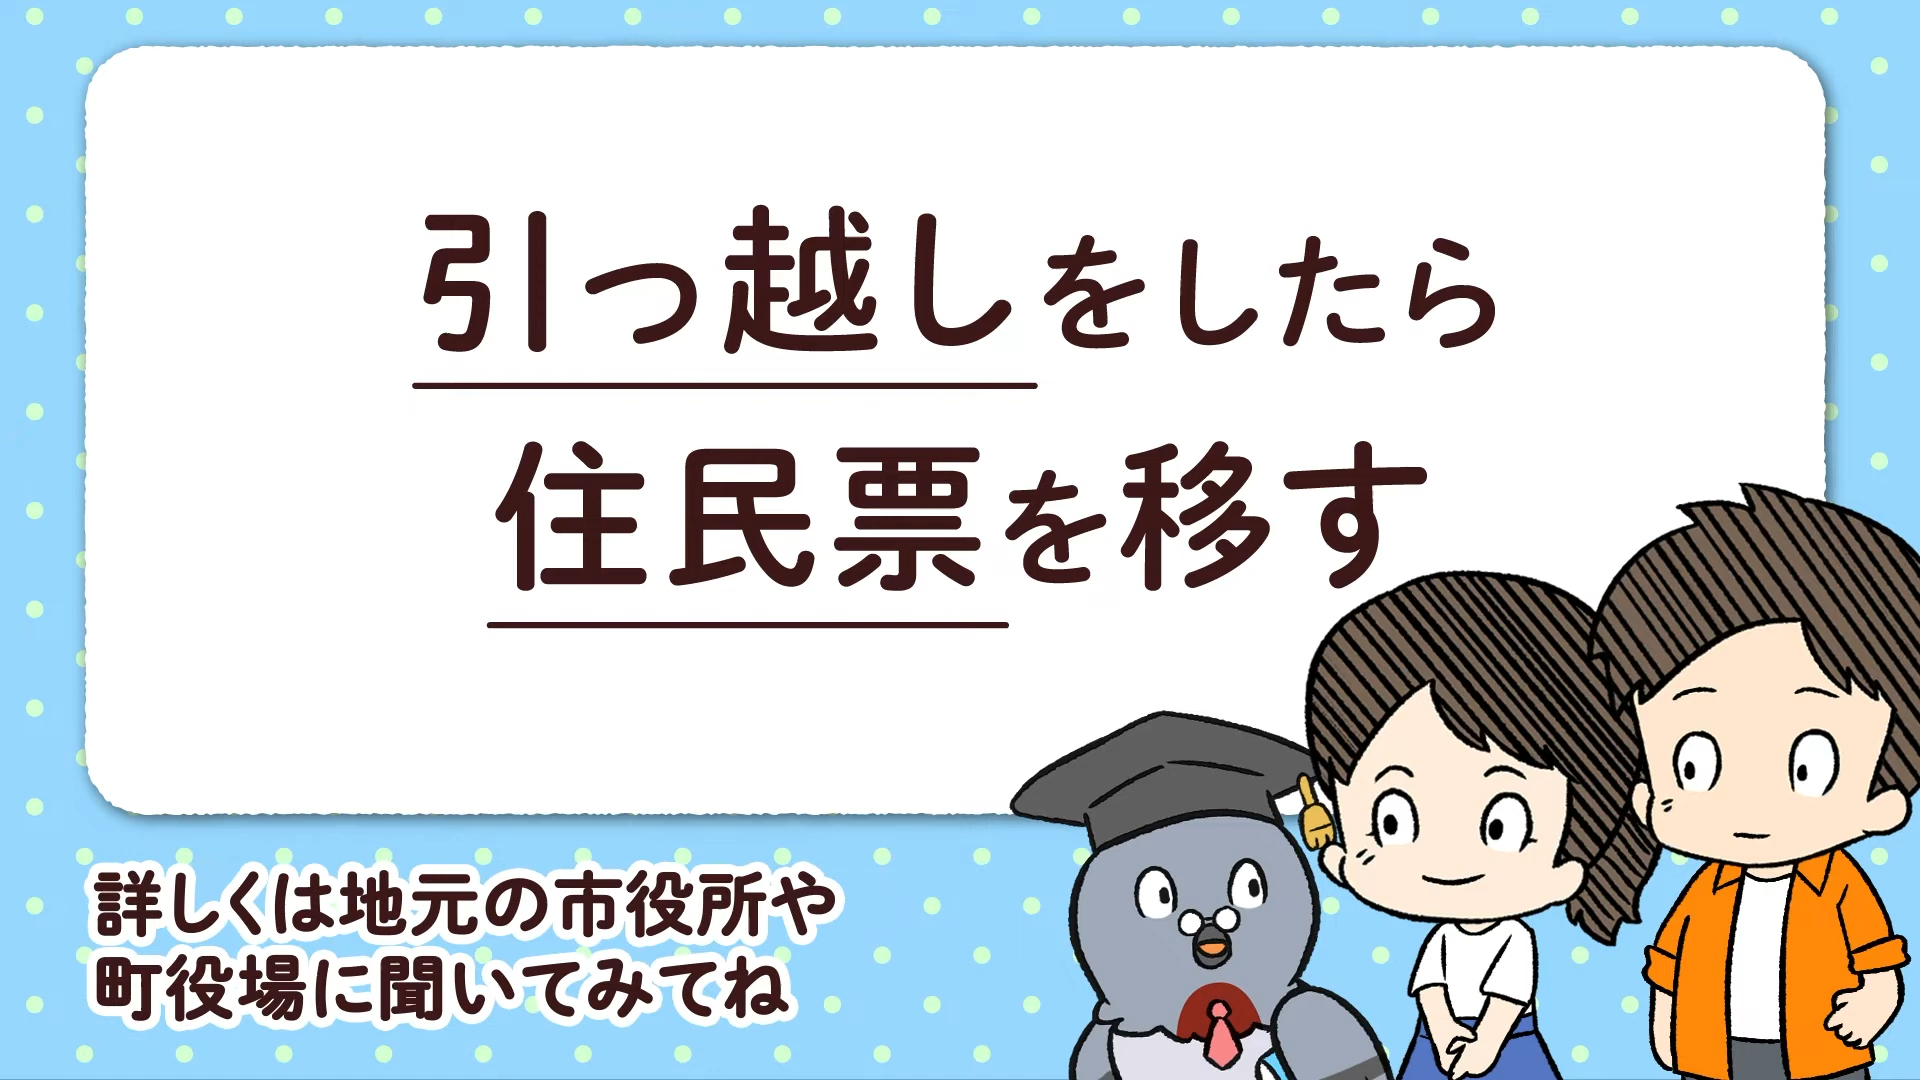 引っ越しをしたら
住民票を移す
詳しくは地元の市役所や
町役場に聞いてみてね